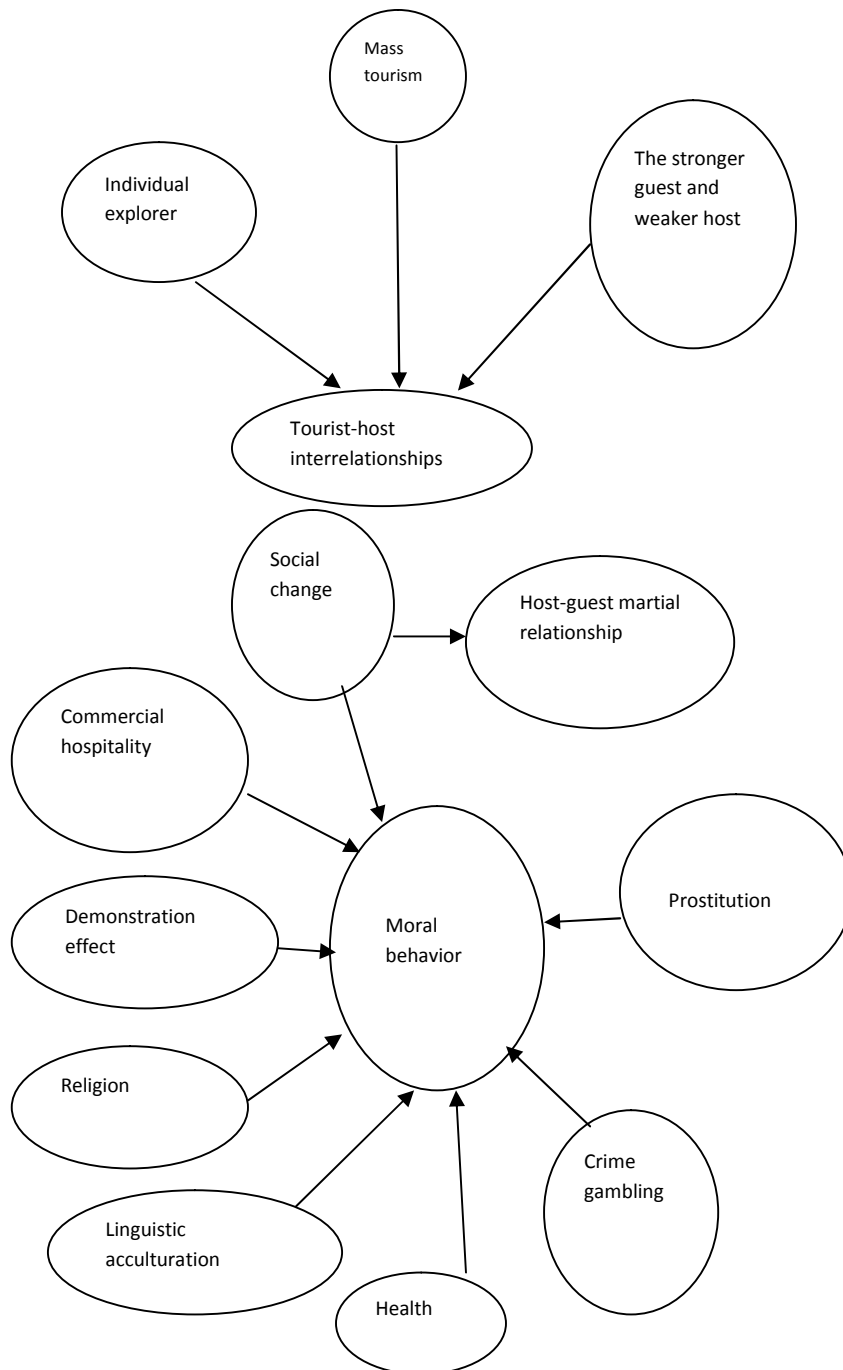 Mass
tourism
Individual
explorer
The stronger
guest and
weaker host
Tourist-host
interrelationships
Social
change
Host-guest martial
relationship
Commercial
hospitality
Demonstration
effect
Moral
behavior
Prostitution
Religion
Crime
gambling
Linguistic
acculturation
Health